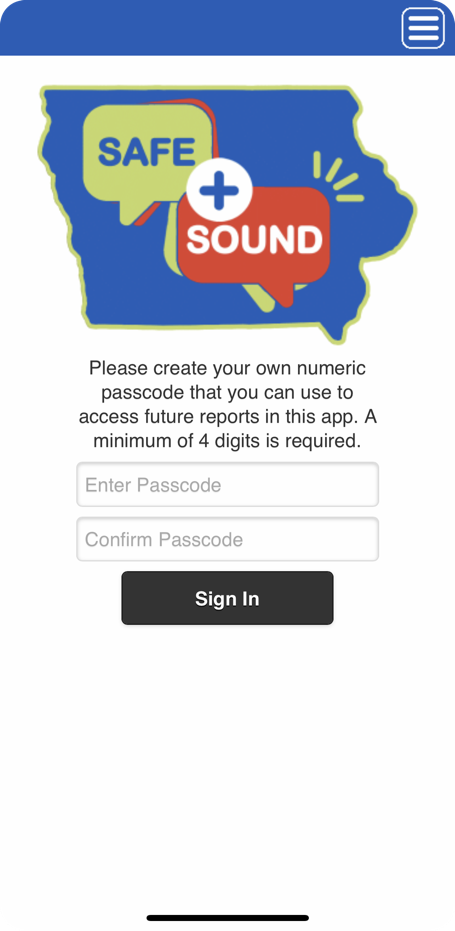 SAFE
SOUND
Please create your own numeric
passcode that you can use to
access future reports in this app. A
minimum of 4 digits is required.
Enter Passcode
Confirm Passcode
Sign In